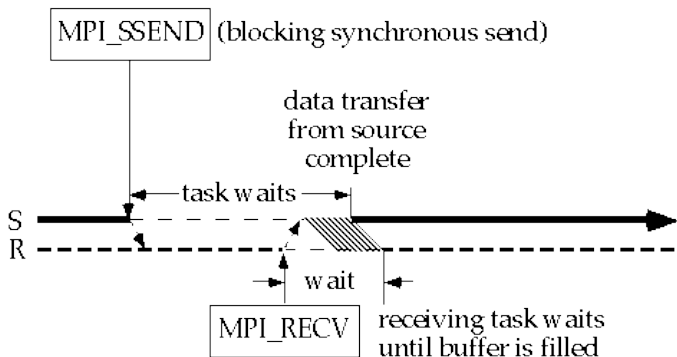 MPI_SSEND (blocking synchronous send)
data transfer
from source
complete
task waits
S
R
wait
MPI_RECV
receiving task waits
until buffer is filled